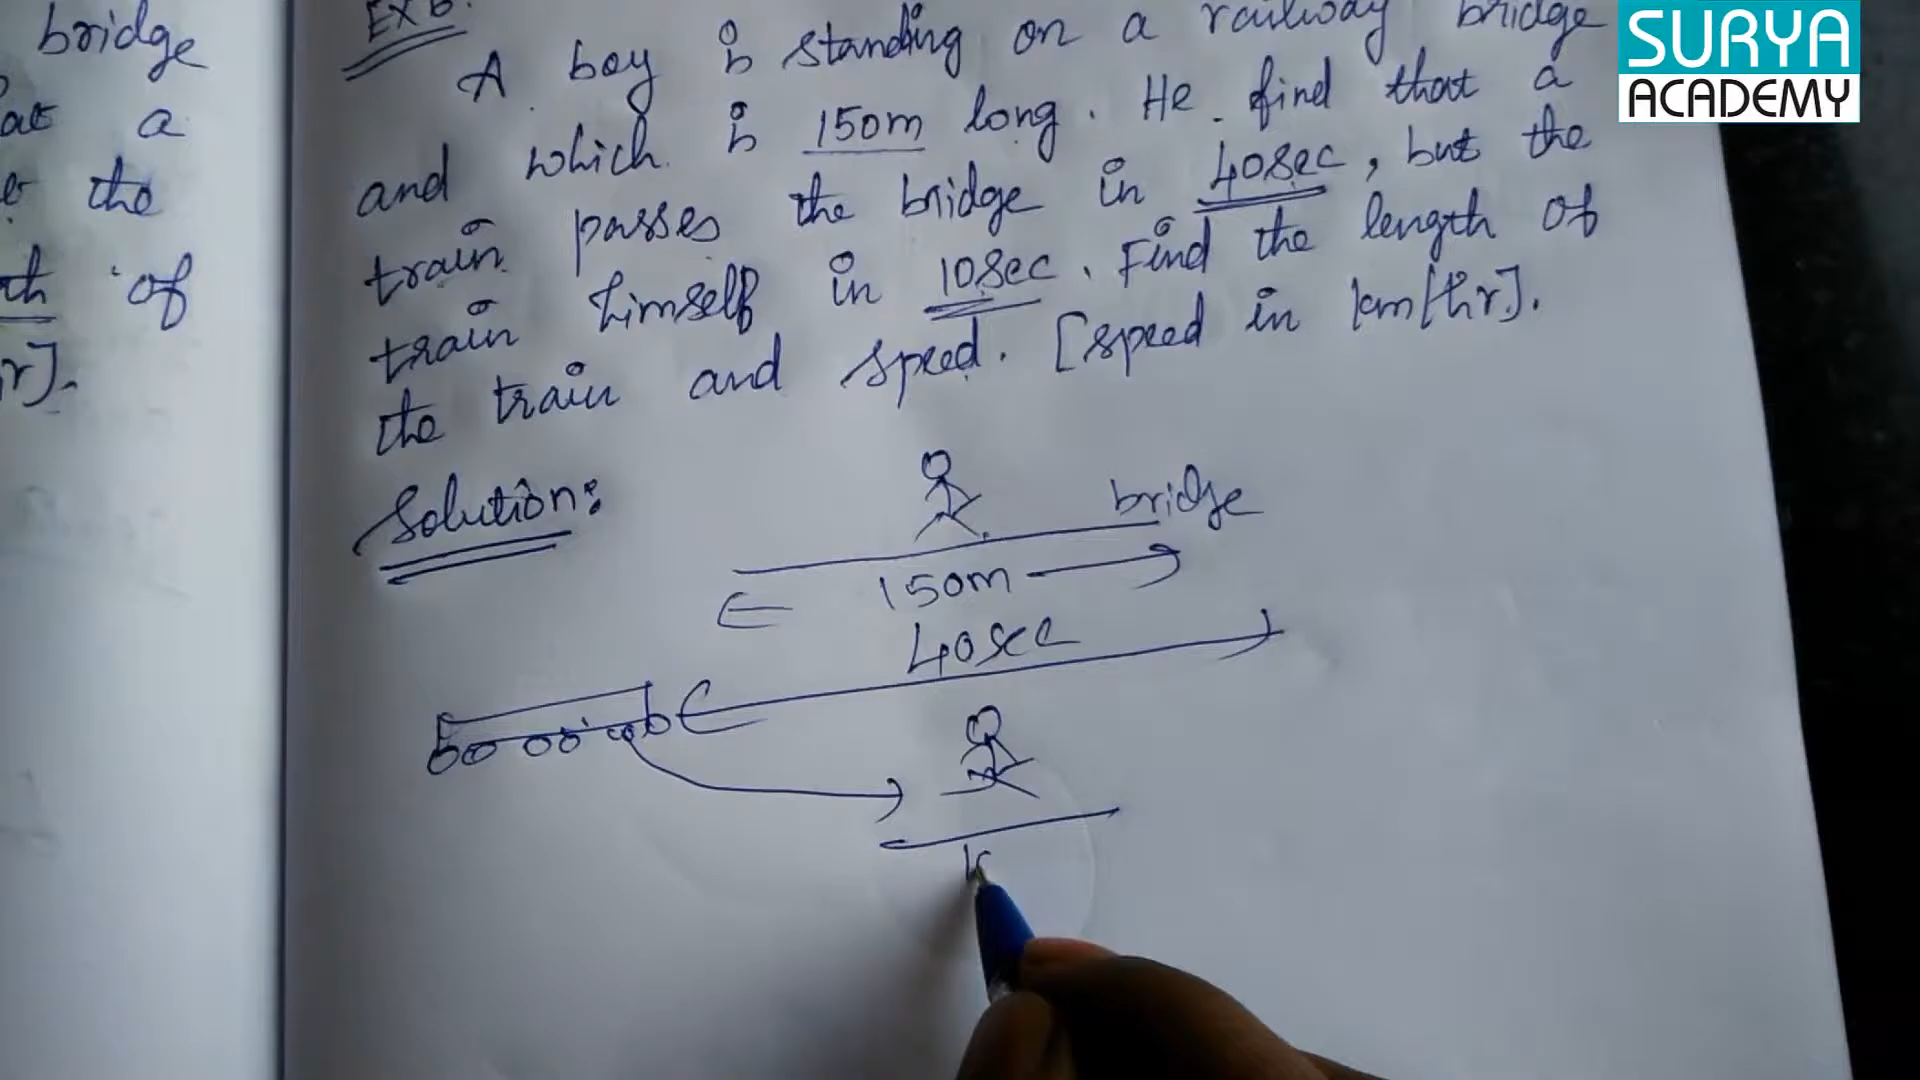 bridge
at a
the
th of
r].
Ex 6:
A boy is standing on a railway bridge
and which is 150m long. He find that a
train passes the bridge in 40sec, but the
train himself in 10sec. Find the length of
the train and speed. [speed in km/hr].
Solution:
bridge
150m
40sec
SURYA
ACADEMY